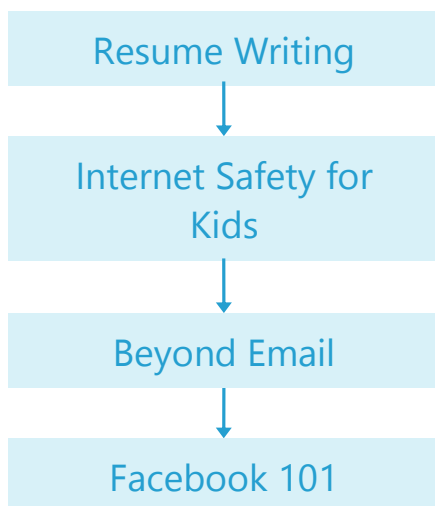 Resume Writing
Internet Safety for
Kids
Beyond Email
Facebook 101